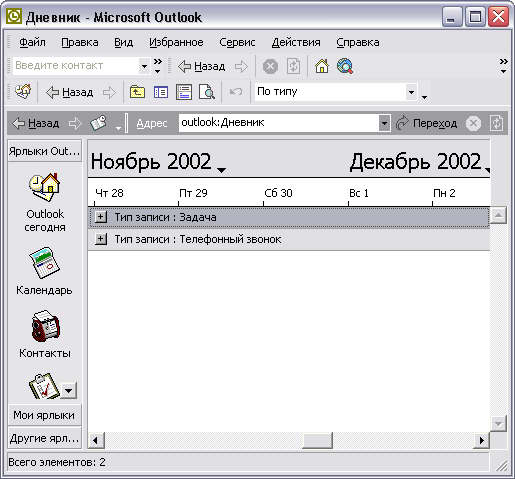 Дневник - Microsoft Outlook
Файл Правка Вид Избранное Сервис Действия Справка
Введите контакт Назад
Назад По типу
Назад Адрес outlook:Дневник Переход
Ярлыки Out...
Ноябрь 2002 Декабрь 2002
Чт 28 Пт 29 Сб 30 Вс 1 Пн 2
Тип записи : Задача
Тип записи : Телефонный звонок
Outlook
сегодня
Календарь
Контакты
Мои ярлыки
Другие ярл...
Всего элементов: 2